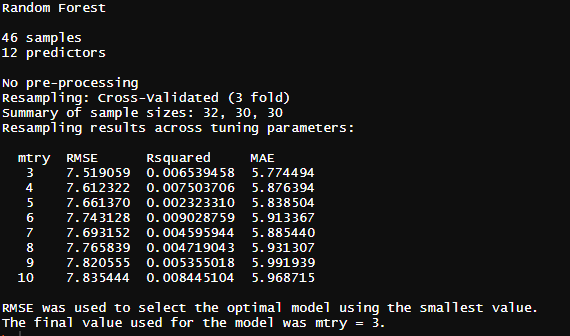 Random Forest
46 samples
12 predictors
No pre-processing
Resampling: Cross-Validated (3 fold)
Summary of sample sizes: 32, 30, 30
Resampling results across tuning parameters:
mtry  RMSE      Rsquared     MAE
3    7.519059  0.006539458  5.774494
4    7.612322  0.007503706  5.876394
5    7.661370  0.002323310  5.838504
6    7.743128  0.009028759  5.913367
7    7.693152  0.004595944  5.885440
8    7.765839  0.004719043  5.931307
9    7.820555  0.005355018  5.991939
10    7.835444  0.008445104  5.968715
RMSE was used to select the optimal model using the smallest value.
The final value used for the model was mtry = 3.